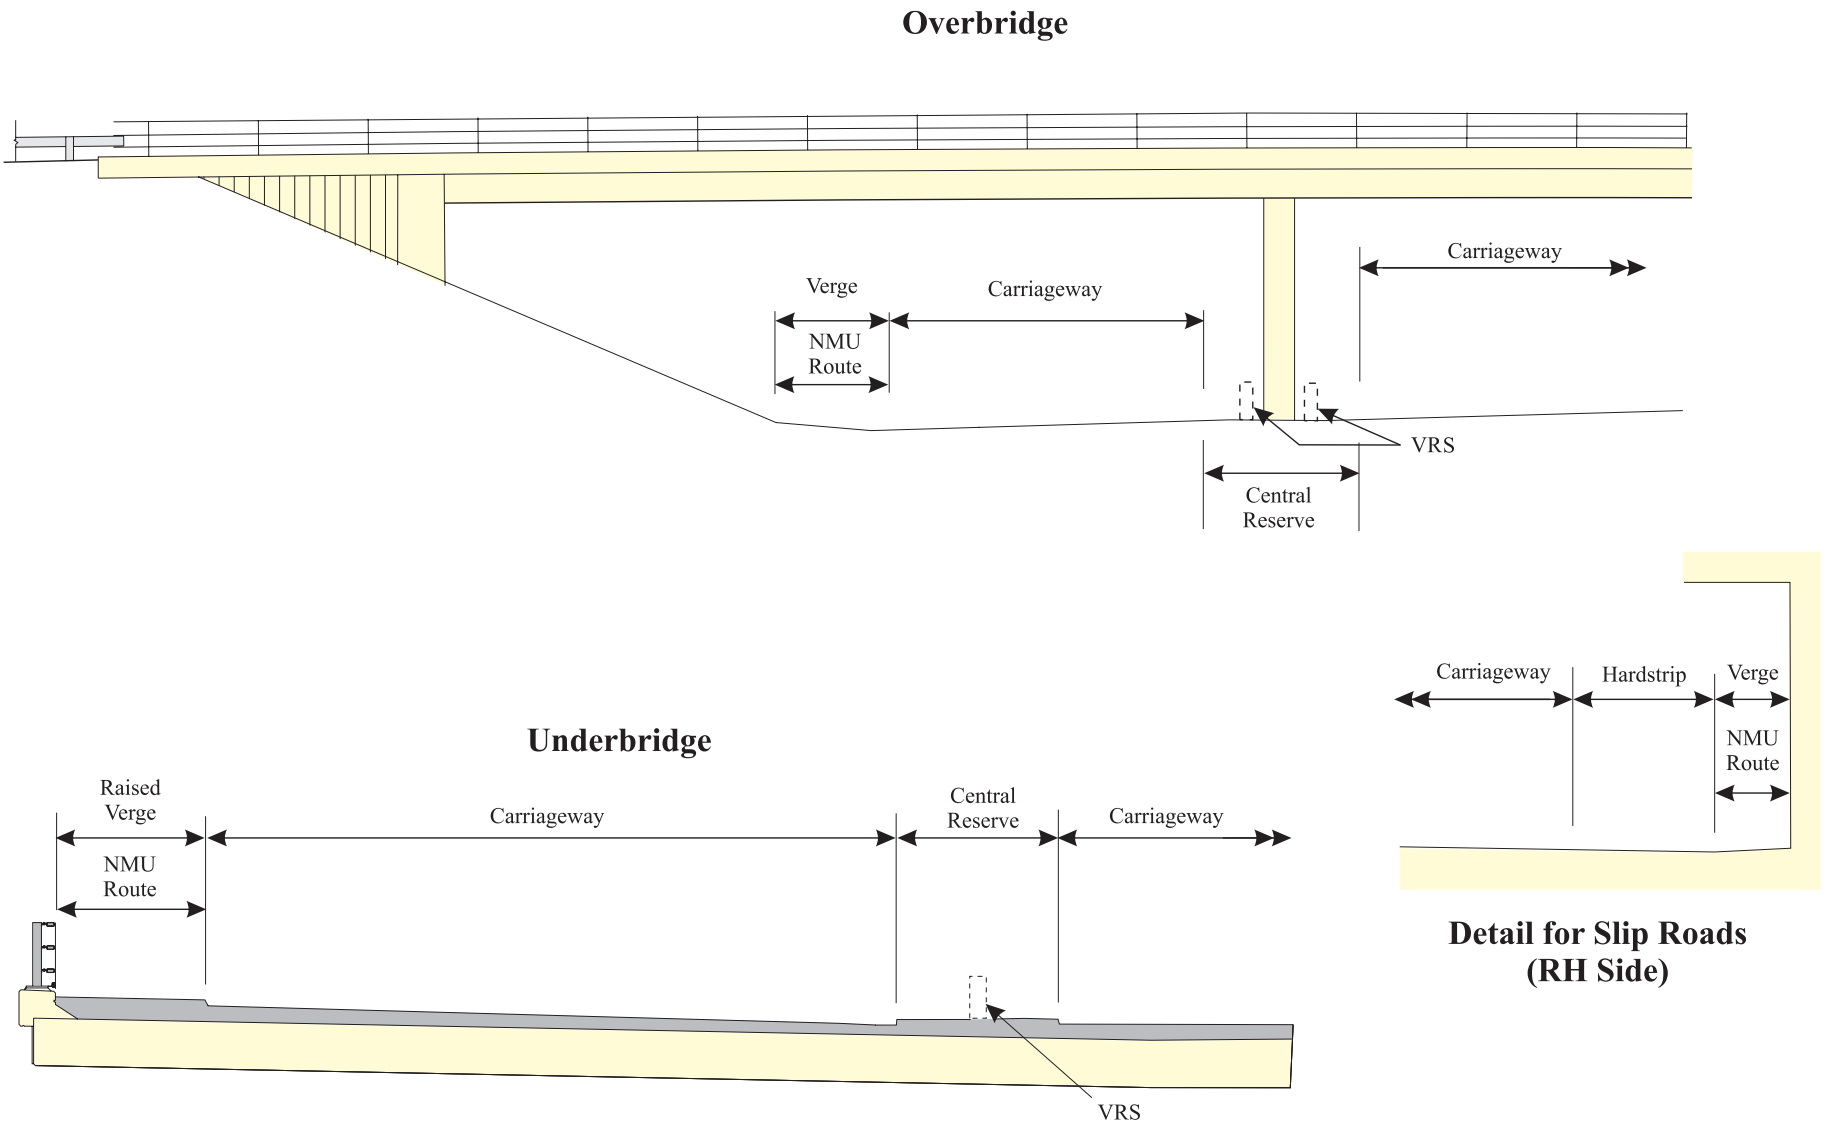 Overbridge
Carriageway
Verge
Carriageway
NMU
Route
VRS
Central
Reserve
Carriageway
Hardstrip
Verge
NMU
Route
Underbridge
Raised
Verge
Carriageway
Central
Reserve
Carriageway
NMU
Route
Detail for Slip Roads
(RH Side)
VRS